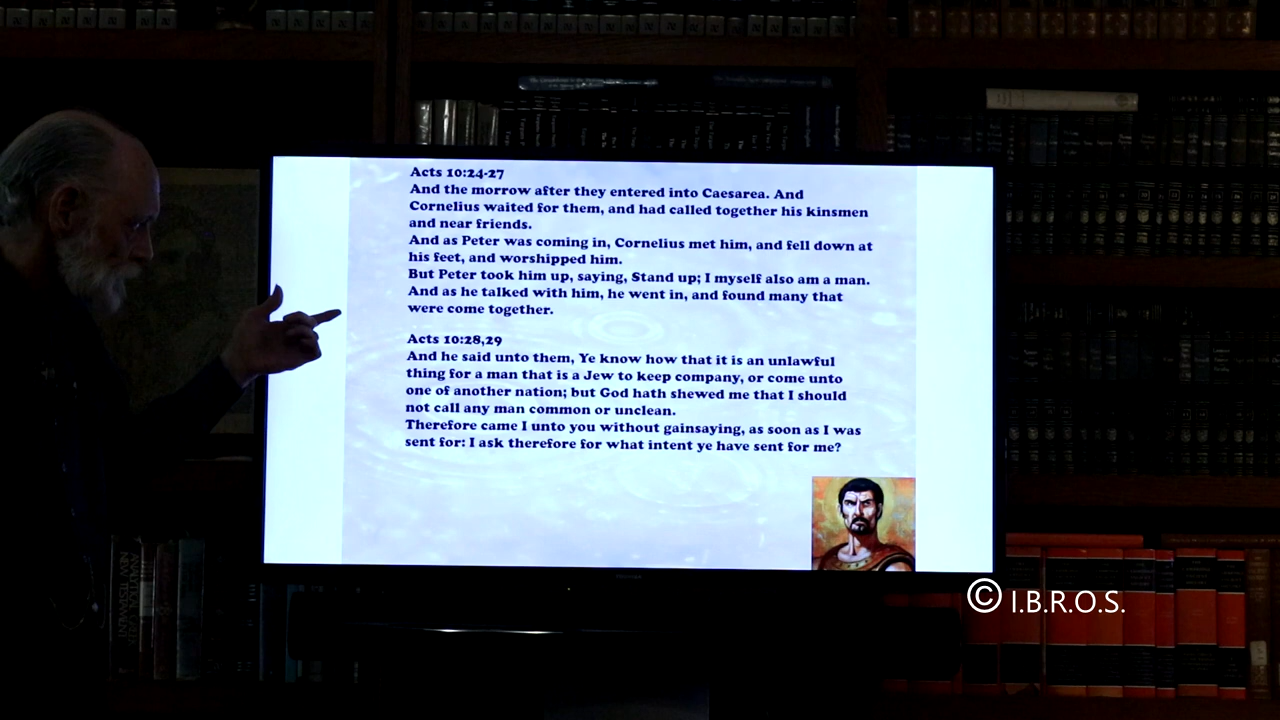 Acts 10:24-27
And the morrow after they entered into Caesarea. And
Cornelius waited for them, and had called together his kinsmen
and near friends.
And as Peter was coming in, Cornelius met him, and fell down at
his feet, and worshipped him.
But Peter took him up, saying, Stand up; I myself also am a man.
And as he talked with him, he went in, and found many that
were come together.
Acts 10:28,29
And he said unto them, Ye know how that it is an unlawful
thing for a man that is a Jew to keep company, or come unto
one of another nation; but God hath shewed me that I should
not call any man common or unclean.
Therefore came I unto you without gainsaying, as soon as I was
sent for: I ask therefore for what intent ye have sent for me?
© I.B.R.O.S.
NEW TESTAMENT